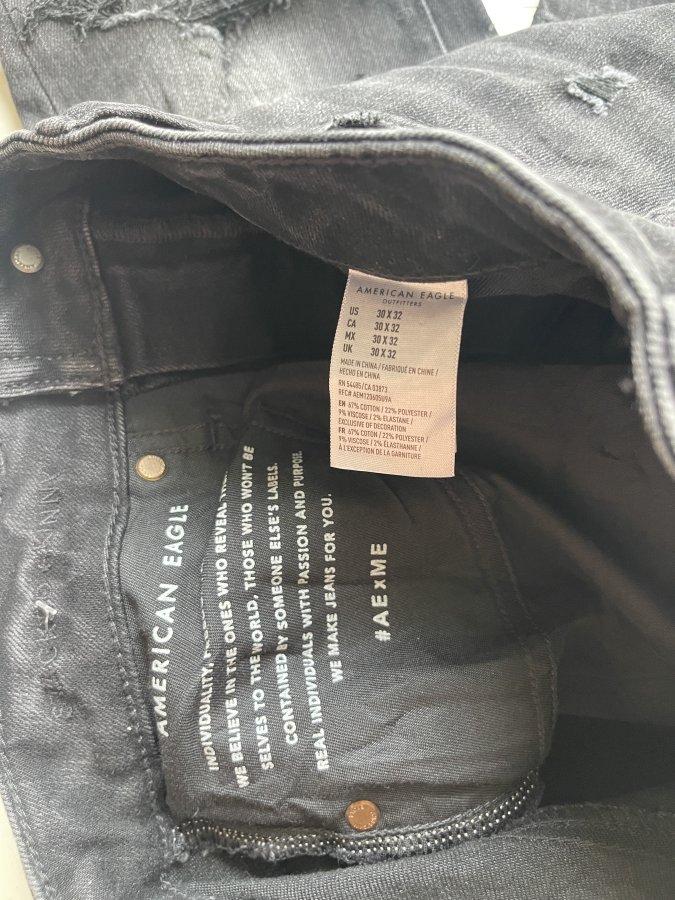 AMERICAN EAGLE
OUTFITTERS
US 30 X 32
CA 30 X 32
MX 30 X 32
UK 30 X 32
MADE IN CHINA / FABRIQUÉ EN CHINE /
HECHO EN CHINA
RN 54485/CA 03873
RFC# AEM1235605U9A
EN 67% COTTON / 22% POLYESTER /
9% VISCOSE / 2% ELASTANE /
EXCLUSIVE OF DECORATION
FR 67% COTON / 22% POLYESTER /
9% VISCOSE / 2% ÉLASTHANNE /
À L'EXCEPTION DE LA GARNITURE
AMERICAN EAGLE
INDIVIDUALITY,
WE BELIEVE IN THE ONES WHO REVEAL
SELVES TO THE WORLD, THOSE WHO WON'T BE
CONTAINED BY SOMEONE ELSE'S LABELS.
REAL INDIVIDUALS WITH PASSION AND PURPOSE.
WE MAKE JEANS FOR YOU.
#AExME